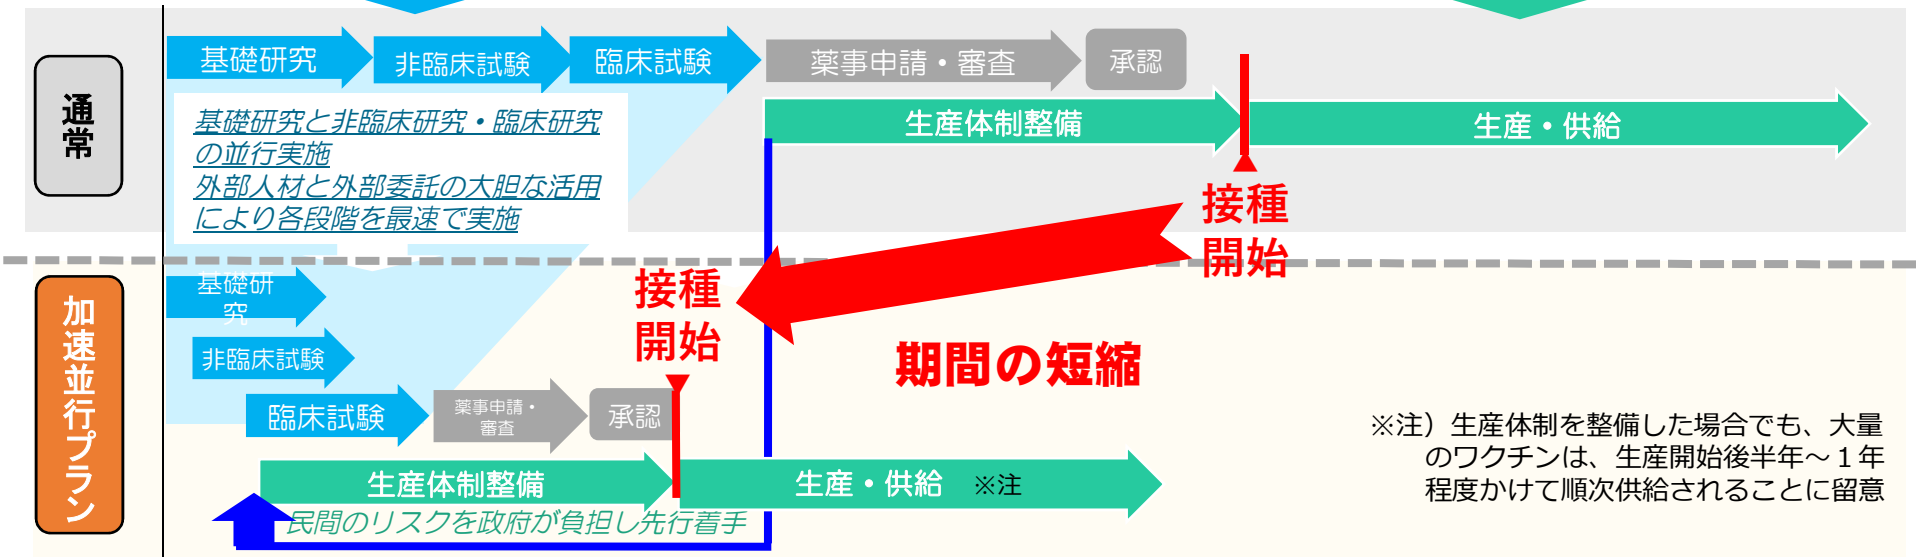 通常
基礎研究
非臨床試験
臨床試験
薬事申請・審査
承認
生産体制整備
生産・供給
基礎研究と非臨床研究・臨床研究
の並行実施
外部人材と外部委託の大胆な活用
により各段階を最速で実施
接種
開始
加速並行プラン
基礎研
究
非臨床試験
臨床試験
薬事申請・
審査
承認
接種
開始
期間の短縮
生産体制整備
生産・供給 ※注
民間のリスクを政府が負担し先行着手
※注）生産体制を整備した場合でも、大量
のワクチンは、生産開始後半年～１年
程度かけて順次供給されることに留意